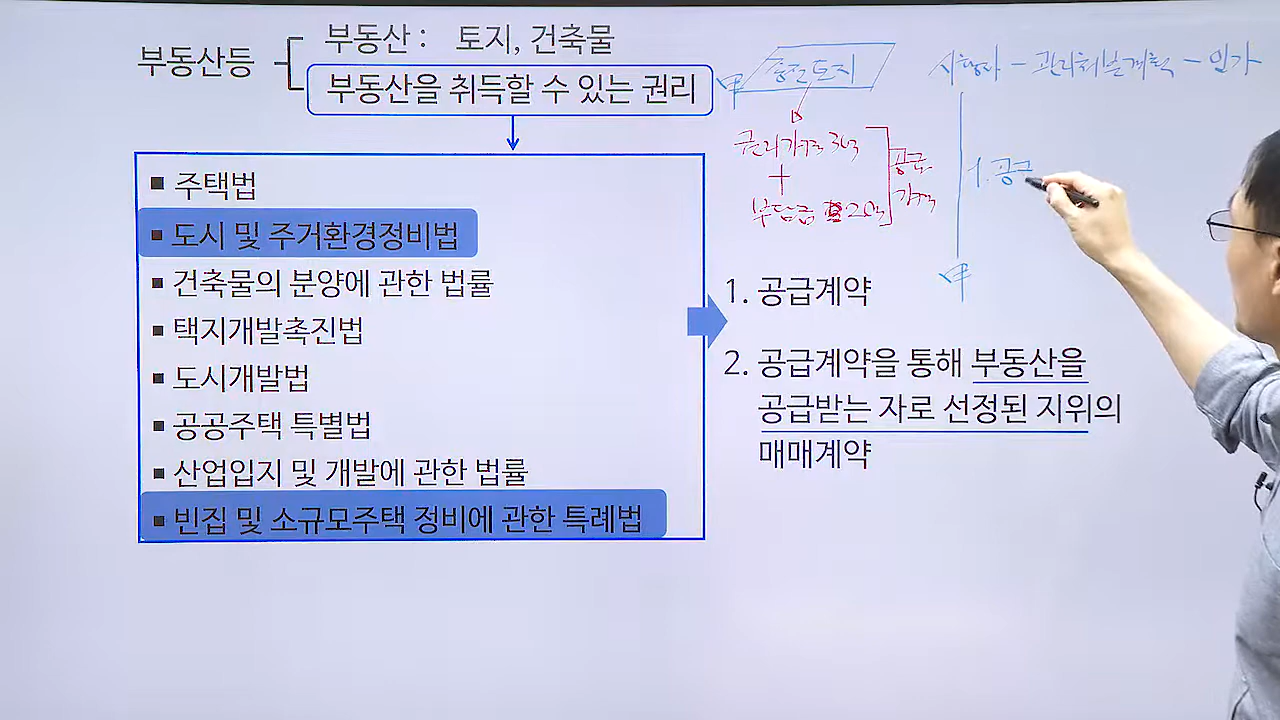 부동산등
부동산 : 토지, 건축물
부동산을 취득할 수 있는 권리
주택법
도시 및 주거환경정비법
건축물의 분양에 관한 법률
택지개발촉진법
도시개발법
공공주택 특별법
산업입지 및 개발에 관한 법률
빈집 및 소규모주택 정비에 관한 특례법
종전토지
甲
권리가격 3억
+
부담금 2억
공급
가격
시행자 - 관리처분계획 - 인가
1. 공급
甲
1. 공급계약
2. 공급계약을 통해 부동산을
공급받는 자로 선정된 지위의
매매계약